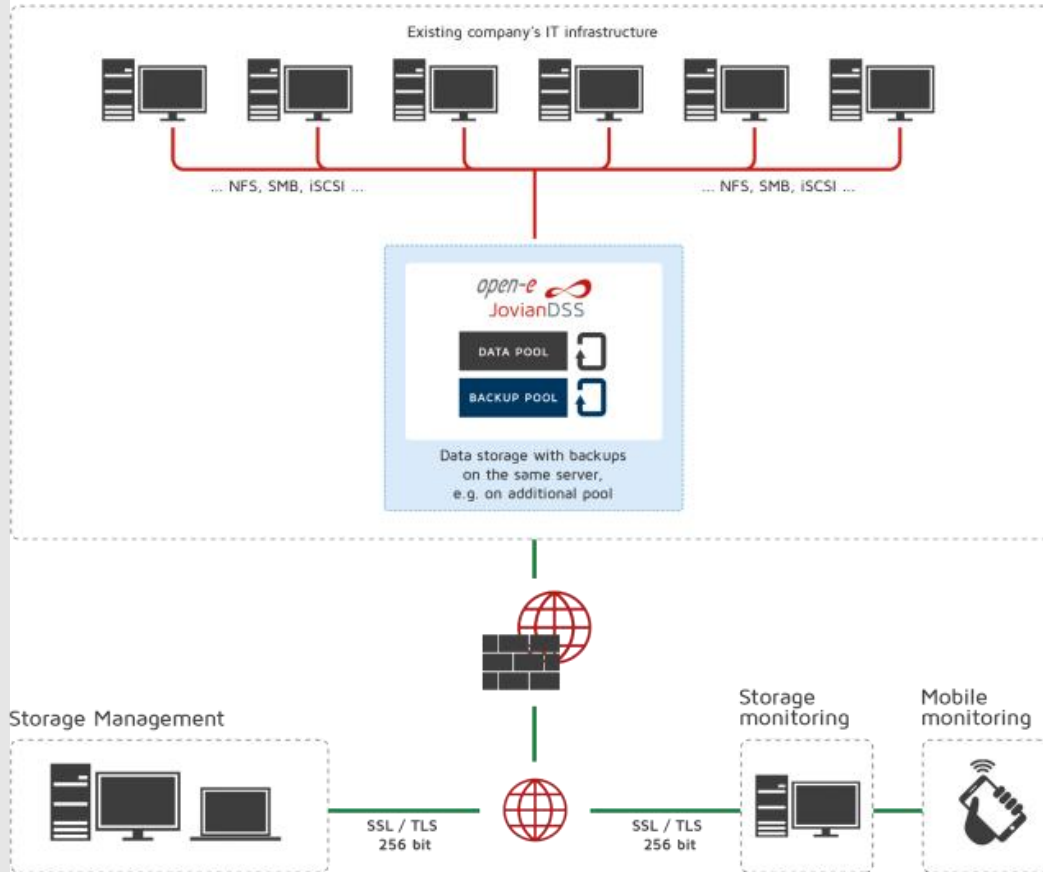 Existing company's IT infrastructure
... NFS, SMB, iSCSI ...
... NFS, SMB, iSCSI ...
open-e
JovianDSS
DATA POOL
BACKUP POOL
Data storage with backups
on the same server,
e.g. on additional pool
Storage Management
Storage
monitoring
Mobile
monitoring
SSL / TLS
256 bit
SSL / TLS
256 bit